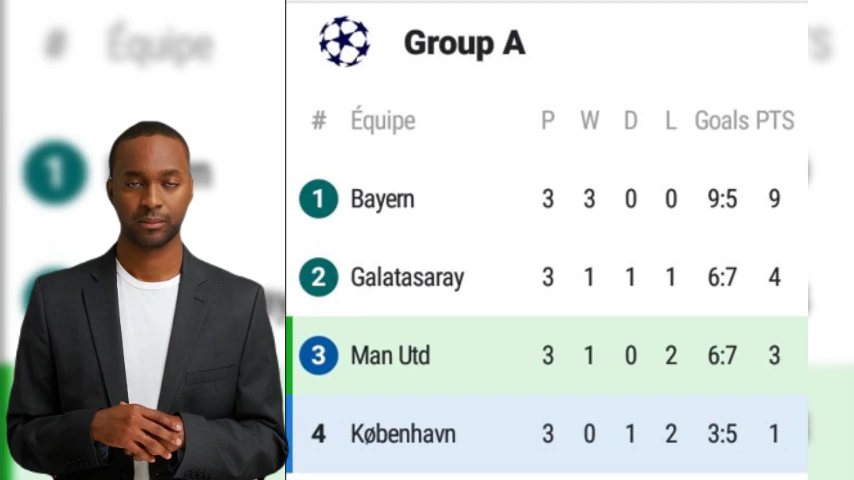 Group A
# Équipe P W D L Goals PTS
1 Bayern 3 3 0 0 9:5 9
2 Galatasaray 3 1 1 1 6:7 4
3 Man Utd 3 1 0 2 6:7 3
4 København 3 0 1 2 3:5 1
# Équipe
1